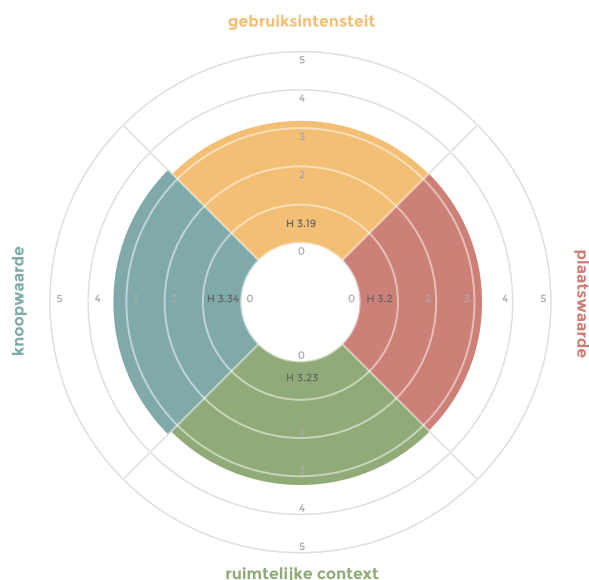 gebruiksintensteit
5
4
3
2
H 3.19
0
knoopwaarde
5 4 3 2 H 3.34 0 0 H 3.2 2 3 4 5
plaatswaarde
0
H 3.23
2
3
4
5
ruimtelijke context